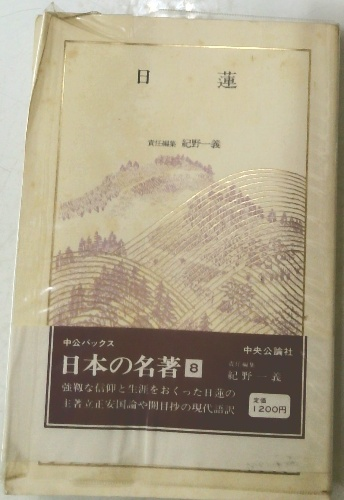 日 蓮
責任編集 紀野一義
中公バックス
中央公論社
日本の名著 8
責任編集
紀野一義
強靱な信仰と生涯をおくった日蓮の
主著立正安国論や開目抄の現代語訳
定価
1200円